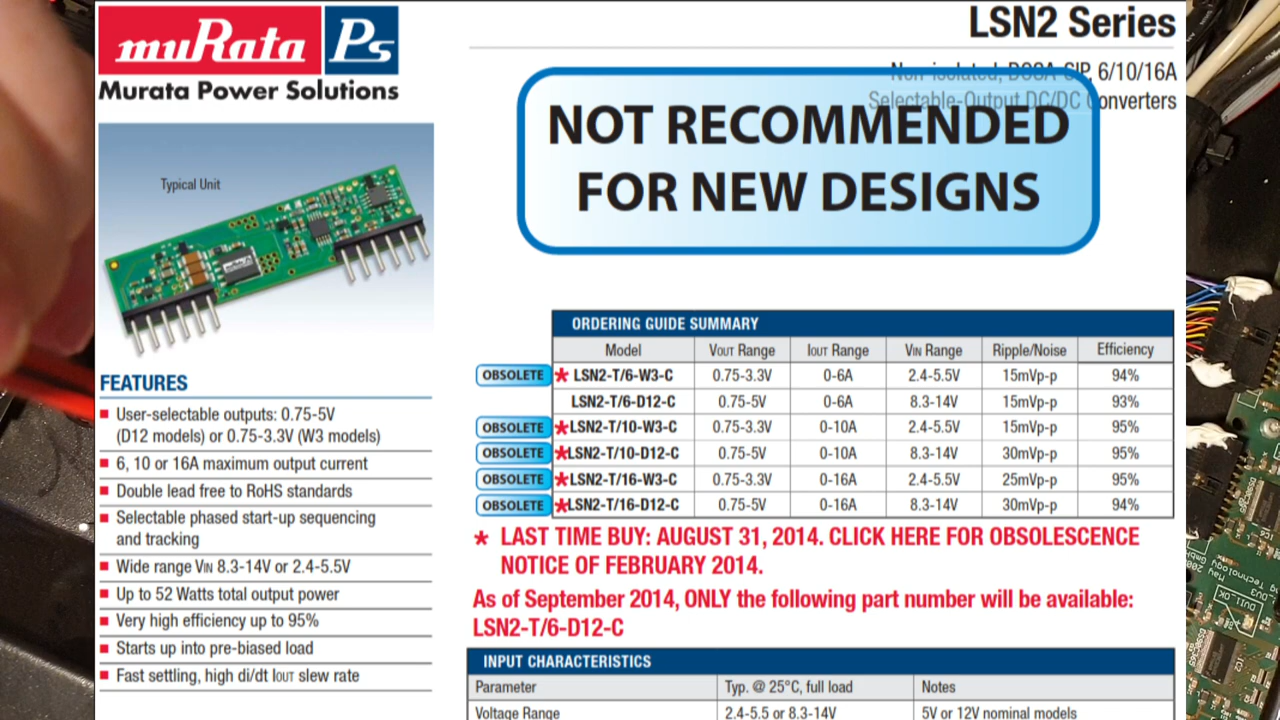 muRata Ps
Murata Power Solutions
LSN2 Series
Non-isolated, DOSA-SIP, 6/10/16A
Selectable-Output DC/DC Converters
NOT RECOMMENDED
FOR NEW DESIGNS
Typical Unit
FEATURES
User-selectable outputs: 0.75-5V
(D12 models) or 0.75-3.3V (W3 models)
6, 10 or 16A maximum output current
Double lead free to RoHS standards
Selectable phased start-up sequencing
and tracking
Wide range VIN 8.3-14V or 2.4-5.5V
Up to 52 Watts total output power
Very high efficiency up to 95%
Starts up into pre-biased load
Fast settling, high di/dt IOUT slew rate
ORDERING GUIDE SUMMARY
Model VOUT Range IOUT Range VIN Range Ripple/Noise Efficiency
OBSOLETE * LSN2-T/6-W3-C 0.75-3.3V 0-6A 2.4-5.5V 15mVp-p 94%
LSN2-T/6-D12-C 0.75-5V 0-6A 8.3-14V 15mVp-p 93%
OBSOLETE *LSN2-T/10-W3-C 0.75-3.3V 0-10A 2.4-5.5V 15mVp-p 95%
OBSOLETE *LSN2-T/10-D12-C 0.75-5V 0-10A 8.3-14V 30mVp-p 95%
OBSOLETE *LSN2-T/16-W3-C 0.75-3.3V 0-16A 2.4-5.5V 25mVp-p 95%
OBSOLETE *LSN2-T/16-D12-C 0.75-5V 0-16A 8.3-14V 30mVp-p 94%
* LAST TIME BUY: AUGUST 31, 2014. CLICK HERE FOR OBSOLESCENCE
NOTICE OF FEBRUARY 2014.
As of September 2014, ONLY the following part number will be available:
LSN2-T/6-D12-C
INPUT CHARACTERISTICS
Parameter Typ. @ 25°C, full load Notes
Voltage Range 2.4-5.5 or 8.3-14V 5V or 12V nominal models